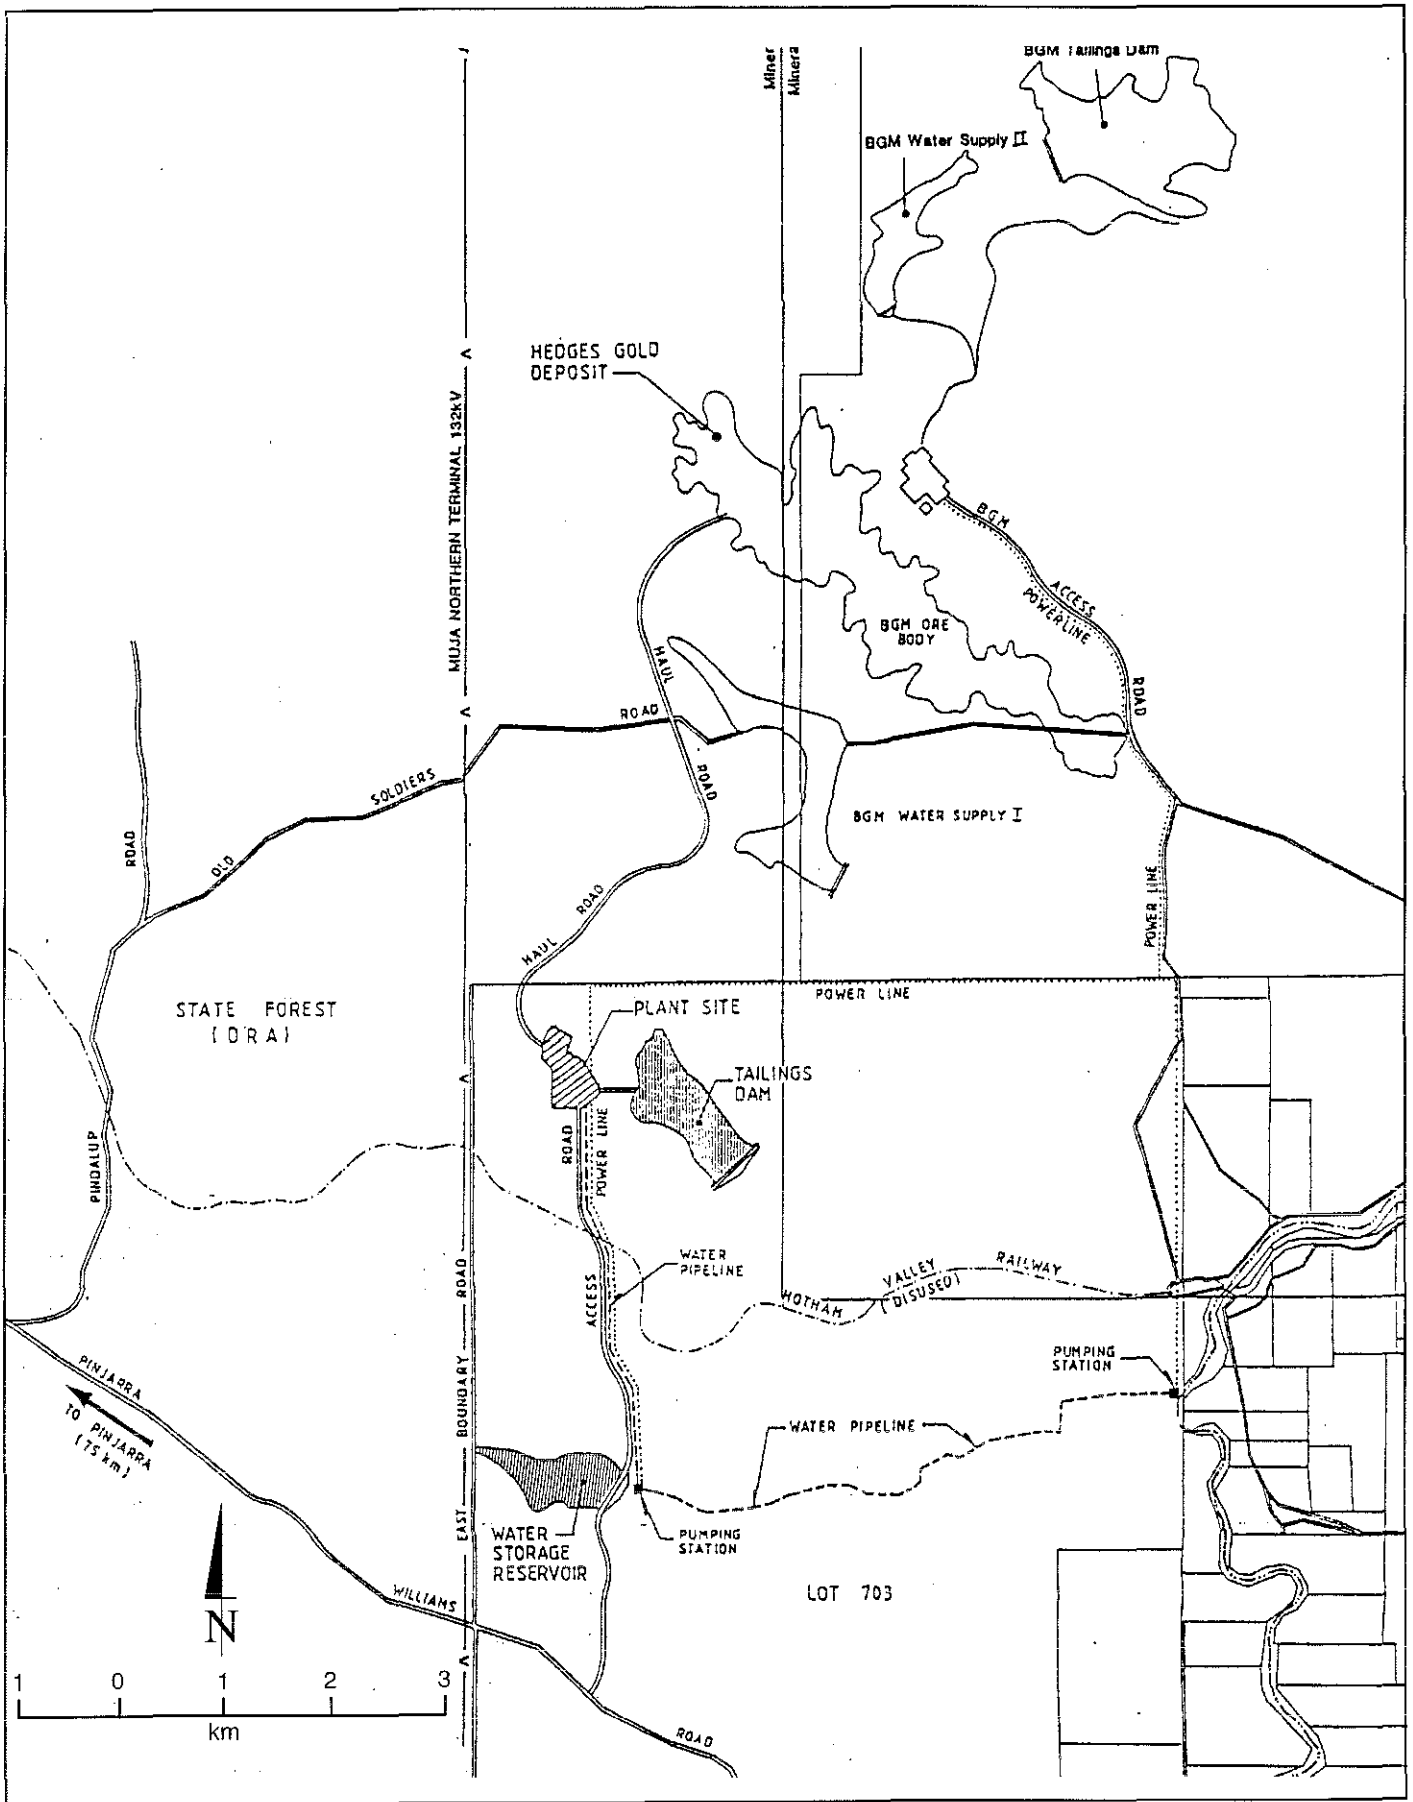 BGM Tailings Dam
BGM Water Supply II
HEDGES GOLD
DEPOSIT
MUJA NORTHERN TERMINAL 132kV
BGM
ACCESS
ROAD
POWERLINE
BGM ORE
BODY
HAUL
ROAD
ROAD
SOLDIERS
OLD
ROAD
BGM WATER SUPPLY I
POWER LINE
HAUL
ROAD
POWER LINE
STATE FOREST
(DRA)
PLANT SITE
TAILINGS
DAM
ROAD
POWER LINE
PINDALUP
WATER
PIPELINE
ACCESS
HOTHAM
VALLEY
RAILWAY
(DISUSED)
PUMPING
STATION
PINJARRA
TO PINJARRA
(75 km)
EAST BOUNDARY ROAD
WATER PIPELINE
WATER
STORAGE
RESERVOIR
PUMPING
STATION
LOT 703
WILLIAMS
ROAD
N
1 0 1 2 3
km